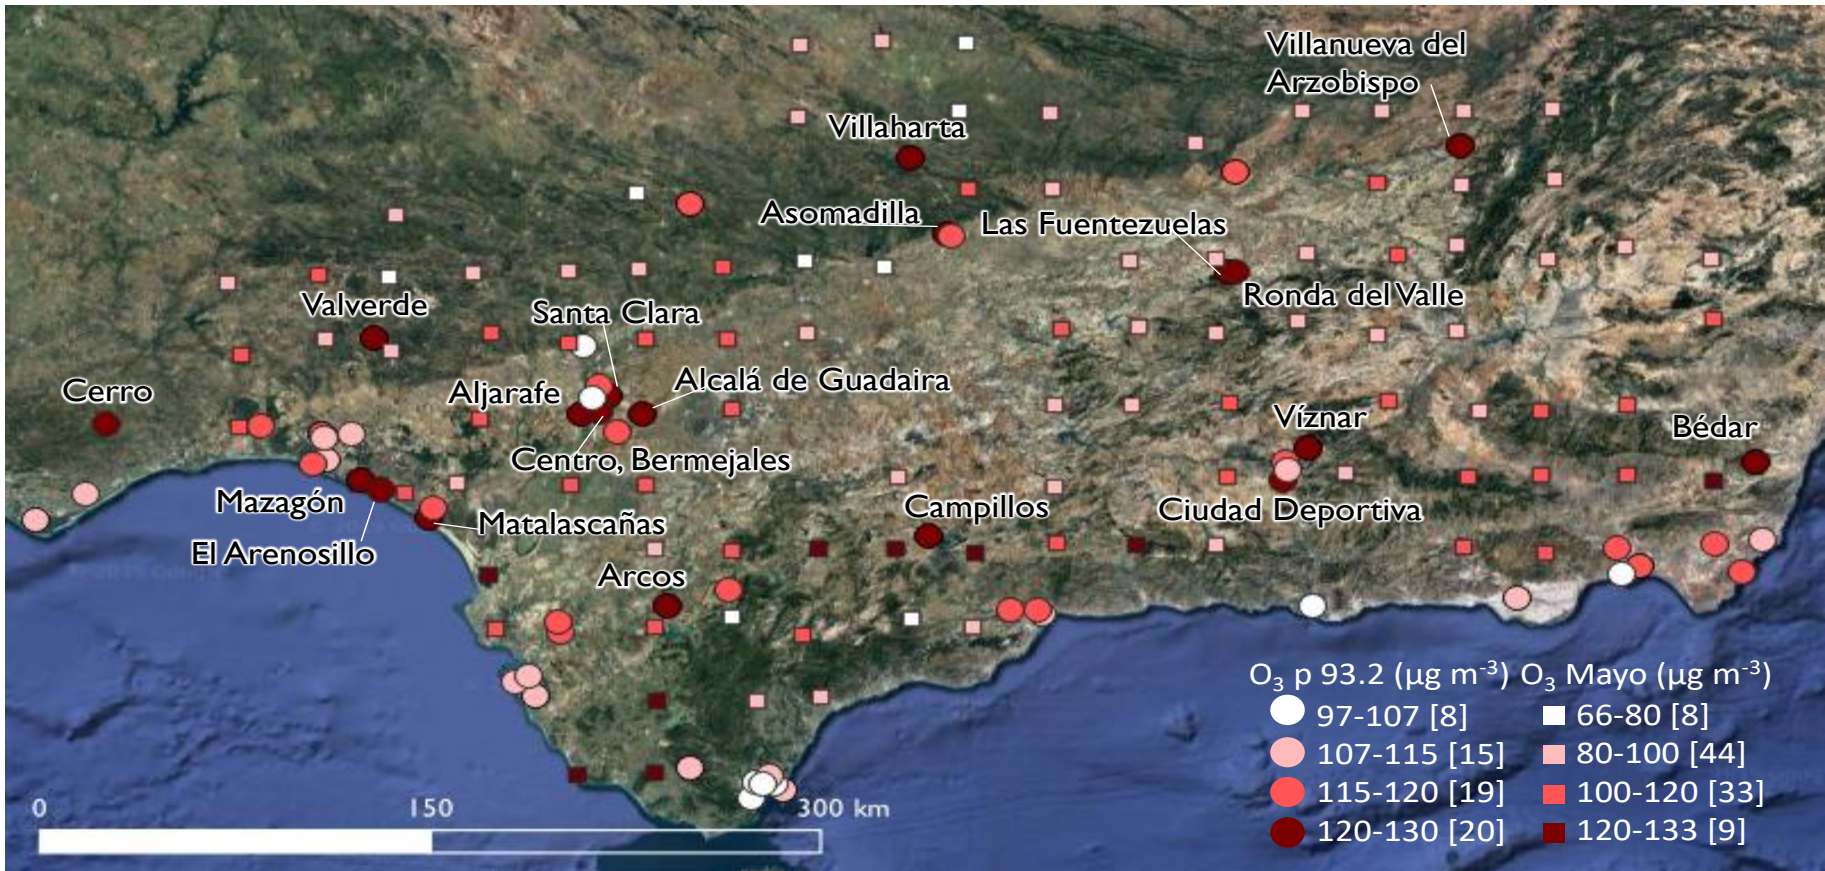 Villanueva del
Arzobispo
Villaharta
Asomadilla
Las Fuentezuelas
Ronda del Valle
Valverde
Santa Clara
Cerro
Aljarafe
Alcalá de Guadaira
Centro, Bermejales
Víznar
Bédar
Mazagón
Matalascañas
Campillos
Ciudad Deportiva
El Arenosillo
Arcos
O₃ p 93.2 (µg m⁻³) O₃ Mayo (µg m⁻³)
97-107 [8] 66-80 [8]
107-115 [15] 80-100 [44]
115-120 [19] 100-120 [33]
120-130 [20] 120-133 [9]
0 150 300 km